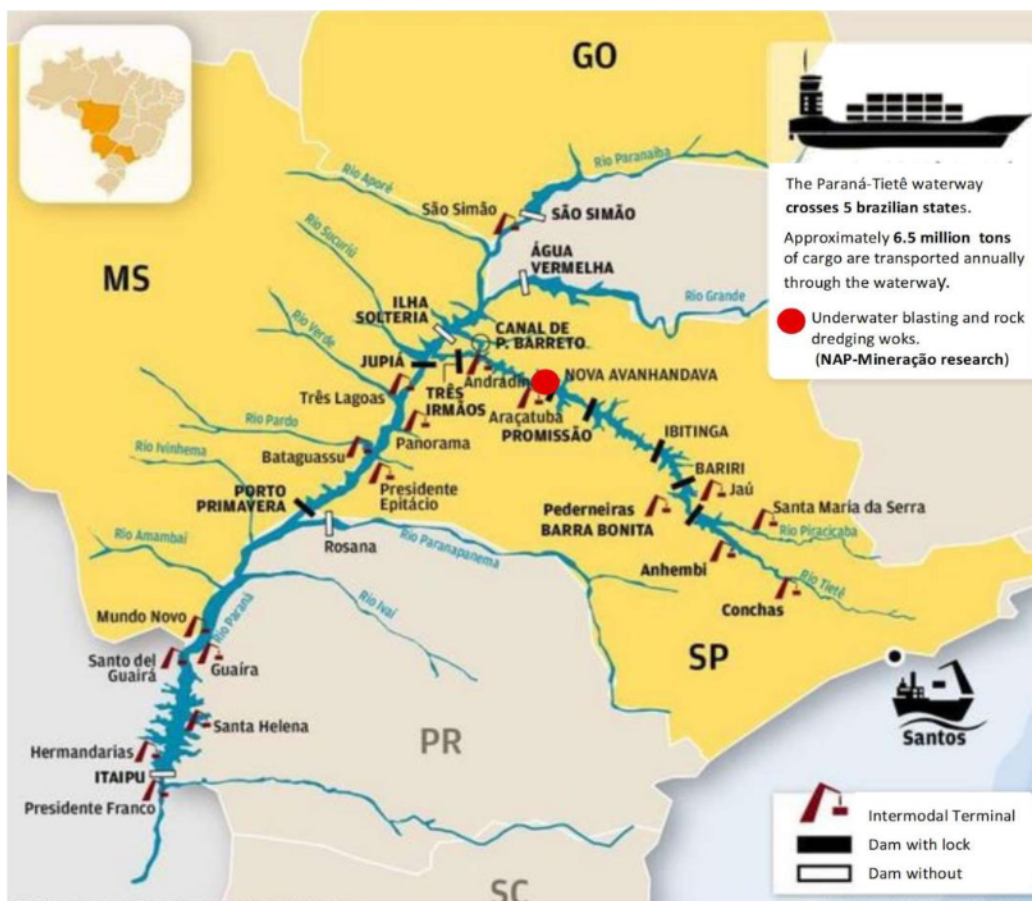 GO
Rio Paranaíba
Rio Aporé
São Simão
SÃO SIMÃO
Rio Sucuriú
ÁGUA
VERMELHA
MS
Rio Grande
ILHA
SOLTERIA
CANAL DE
P. BARRETO
Rio Verde
JUPIÁ
TRÊS
IRMÃOS
Andradin
NOVA AVANHANDAVA
Três Lagoas
Araçatuba
PROMISSÃO
Rio Pardo
Panorama
IBITINGA
Rio Ivinhema
Bataguassu
BARIRI
Jaú
Presidente
Epitácio
PORTO
PRIMAVERA
Pederneiras
BARRA BONITA
Santa Maria da Serra
Rio Piracicaba
Rosana
Rio Paranapanema
Rio Amambaí
Anhembi
Rio Tietê
Conchas
Rio Ivaí
Mundo Novo
Rio Paraná
Santo del
Guairá
Guaíra
SP
Santos
Santa Helena
PR
Hermandarias
ITAIPU
Presidente Franco
SC
The Paraná-Tietê waterway
crosses 5 brazilian states.
Approximately 6.5 million tons
of cargo are transported annually
through the waterway.
Underwater blasting and rock
dredging woks.
(NAP-Mineração research)
Intermodal Terminal
Dam with lock
Dam without